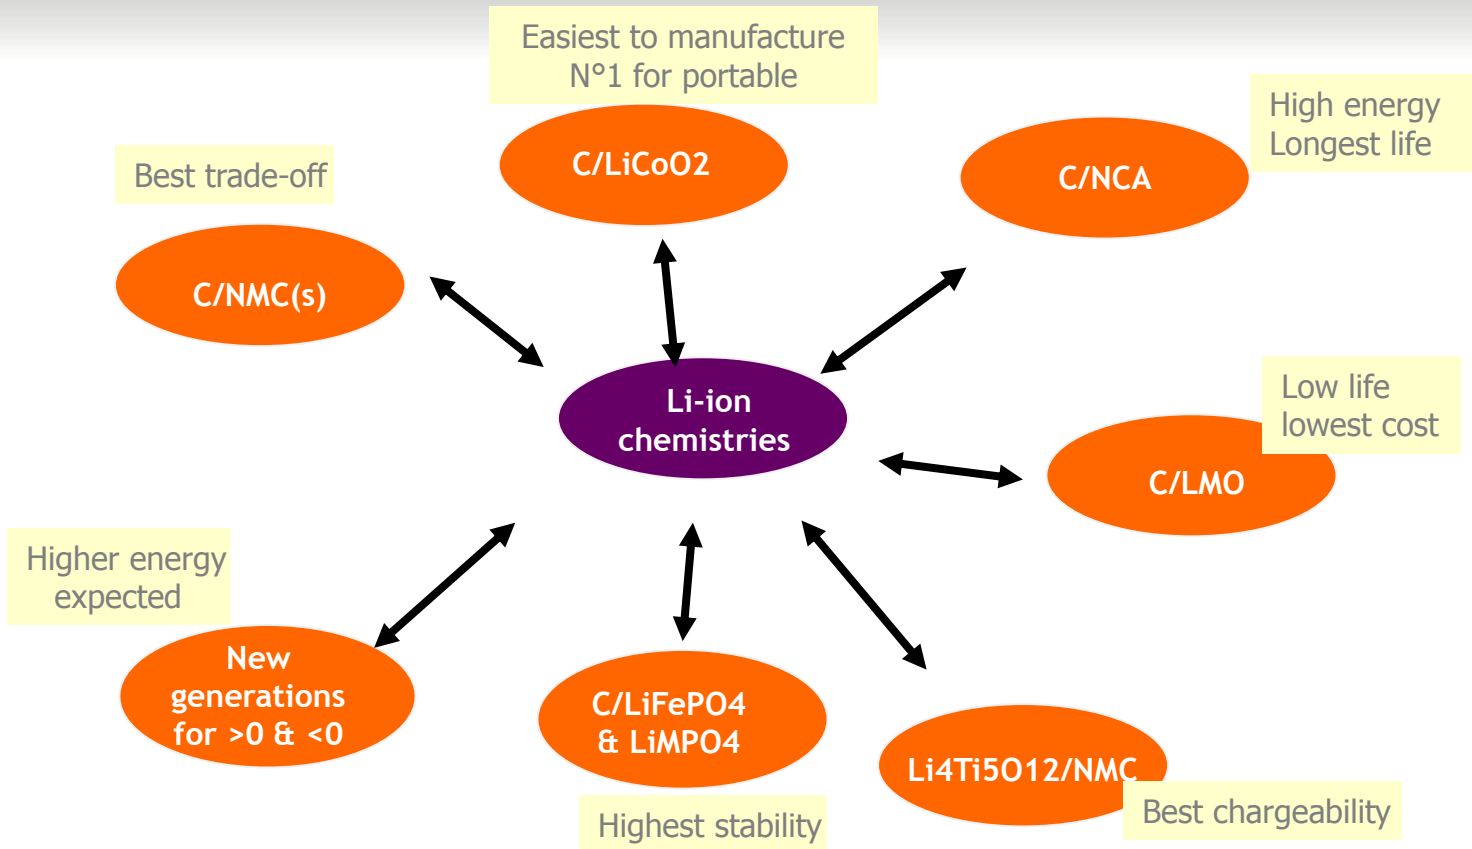 Easiest to manufacture
N°1 for portable
C/LiCoO2
High energy
Longest life
C/NCA
Best trade-off
C/NMC(s)
Li-ion
chemistries
Low life
lowest cost
C/LMO
Higher energy
expected
New
generations
for >0 & <0
C/LiFePO4
& LiMPO4
Highest stability
Li4Ti5O12/NMC
Best chargeability